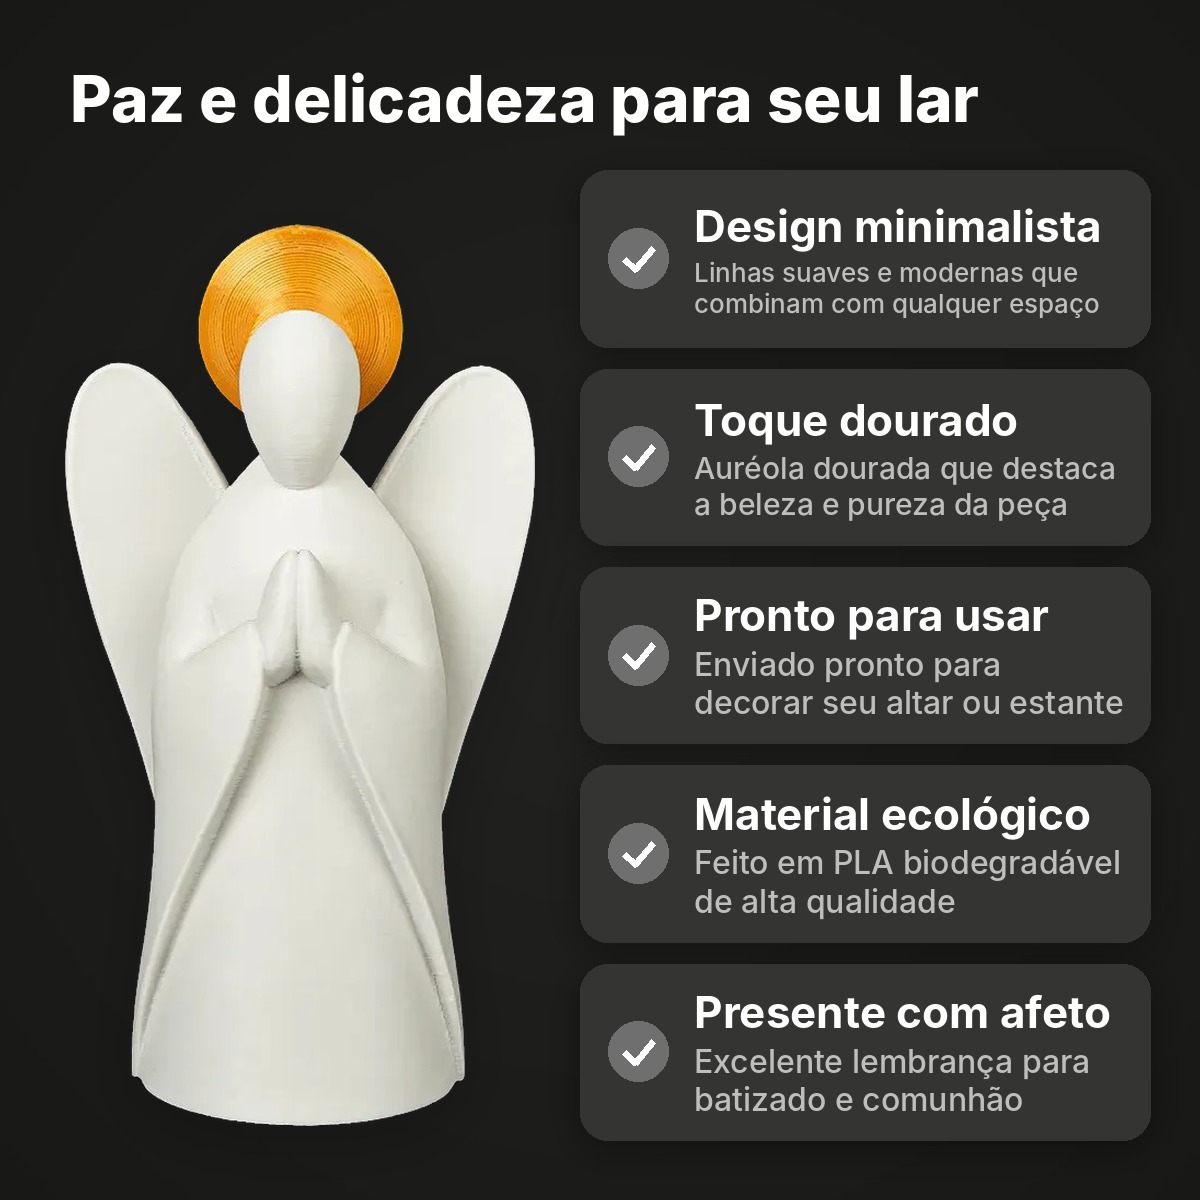 Paz e delicadeza para seu lar
Design minimalista
Linhas suaves e modernas que
combinam com qualquer espaço
Toque dourado
Auréola dourada que destaca
a beleza e pureza da peça
Pronto para usar
Enviado pronto para
decorar seu altar ou estante
Material ecológico
Feito em PLA biodegradável
de alta qualidade
Presente com afeto
Excelente lembrança para
batizado e comunhão